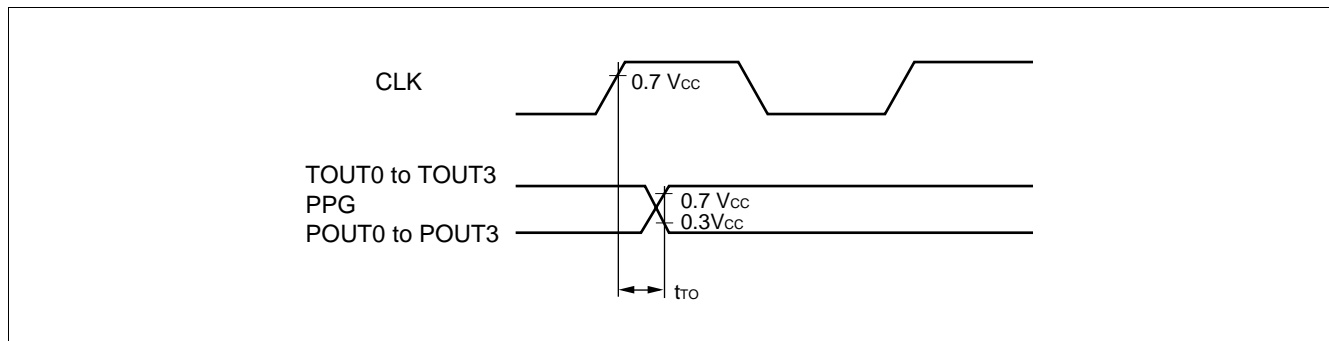 CLK
0.7 Vcc
TOUT0 to TOUT3
PPG
POUT0 to POUT3
0.7 Vcc
0.3Vcc
tTO